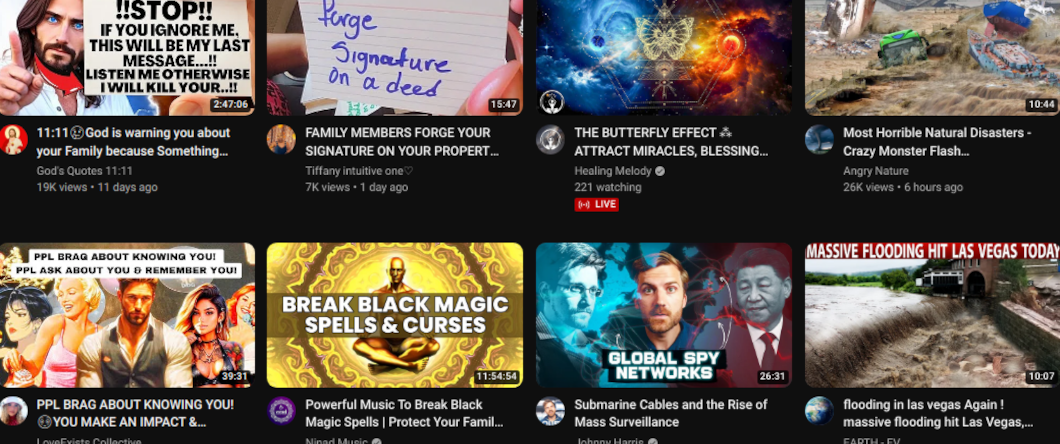 !!STOP!!
IF YOU IGNORE ME,
THIS WILL BE MY LAST
MESSAGE...!!
LISTEN ME OTHERWISE
I WILL KILL YOUR..!!
2:47:06
Forge
Signature
on a deed
15:47
10:44
11:11😢God is warning you about
your Family because Something...
God's Quotes 11:11
19K views • 11 days ago
FAMILY MEMBERS FORGE YOUR
SIGNATURE ON YOUR PROPERT...
Tiffany intuitive one♡
7K views • 1 day ago
THE BUTTERFLY EFFECT ⁂
ATTRACT MIRACLES, BLESSING...
Healing Melody
221 watching
LIVE
Most Horrible Natural Disasters -
Crazy Monster Flash...
Angry Nature
26K views • 6 hours ago
PPL BRAG ABOUT KNOWING YOU!
PPL ASK ABOUT YOU & REMEMBER YOU!
39:31
BREAK BLACK MAGIC
SPELLS & CURSES
11:54:54
GLOBAL SPY
NETWORKS
26:31
MASSIVE FLOODING HIT LAS VEGAS TODAY
10:07
PPL BRAG ABOUT KNOWING YOU!
YOU MAKE AN IMPACT &...
LoveExists Collective
Powerful Music To Break Black
Magic Spells | Protect Your Famil...
Ninad Music
Submarine Cables and the Rise of
Mass Surveillance
Johnny Harris
flooding in las vegas Again !
massive flooding hit Las Vegas,...
EARTH - EV